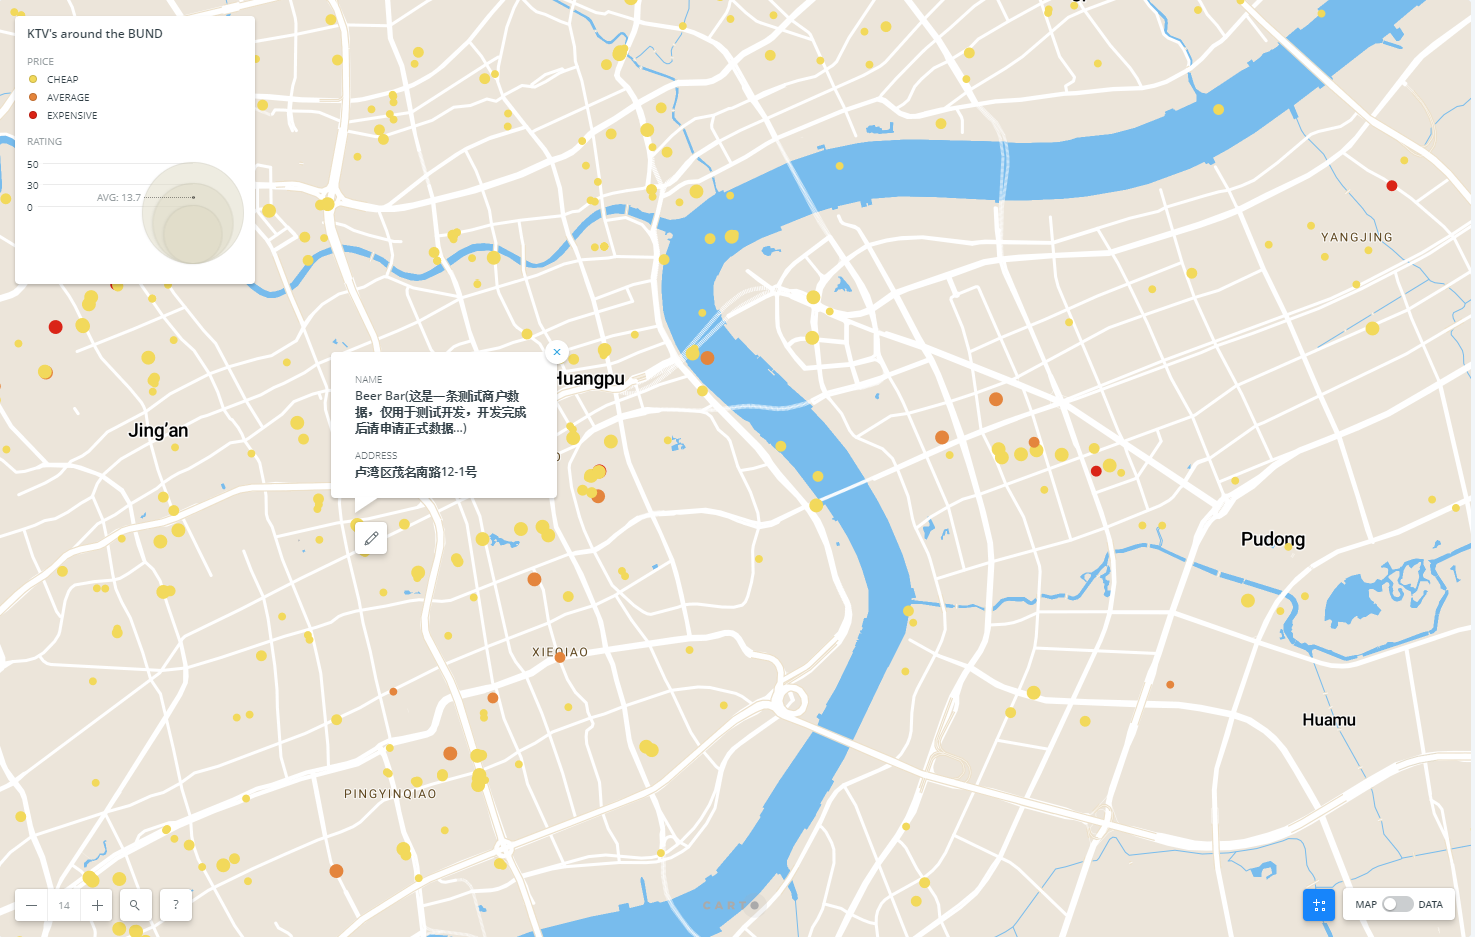 KTV's around the BUND
PRICE
CHEAP
AVERAGE
EXPENSIVE
RATING
50
30
AVG: 13.7
0
YANGJING
Huangpu
NAME
Beer Bar(这是一条测试商户数
据，仅用于测试开发，开发完成
后请申请正式数据...)
ADDRESS
卢湾区茂名南路12-1号
Jing'an
Pudong
XIEQIAO
Huamu
PINGYINQIAO
14
?
MAP
DATA